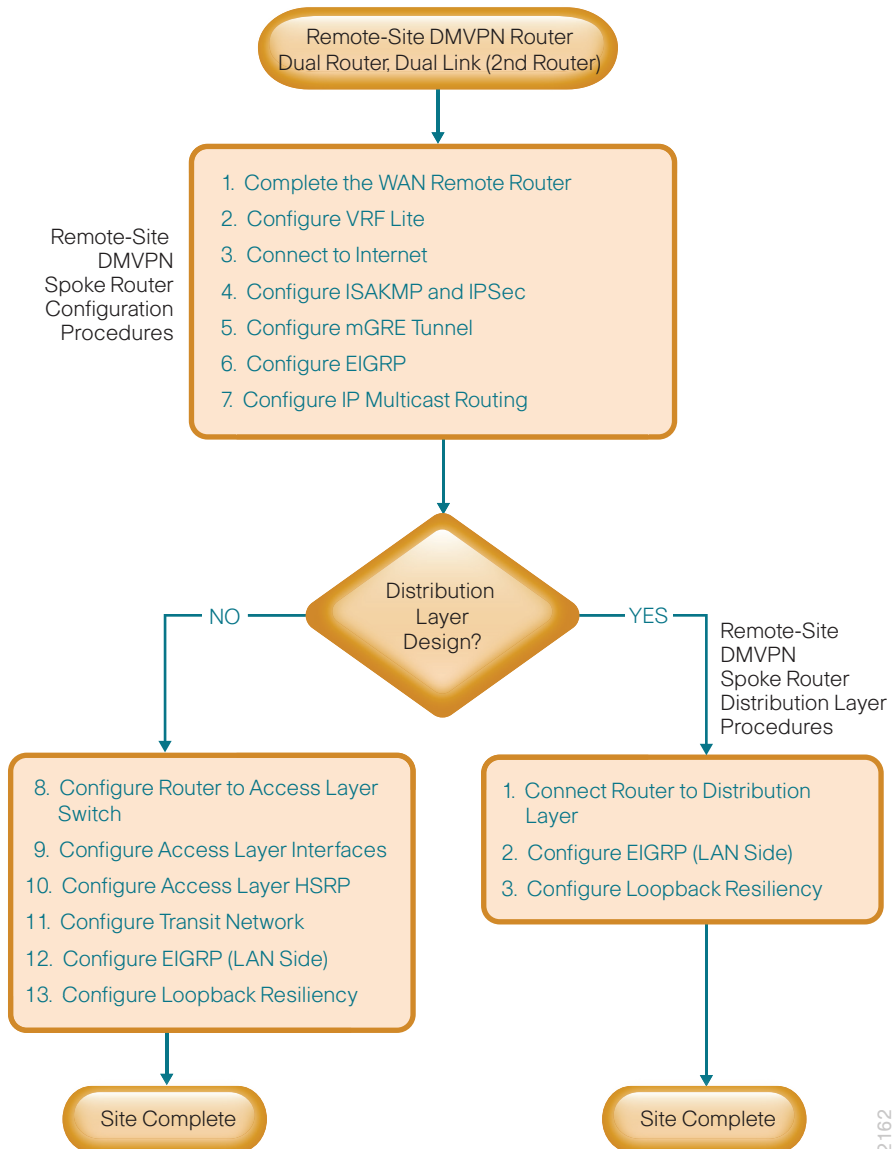 Remote-Site DMVPN Router
Dual Router, Dual Link (2nd Router)
Remote-Site
DMVPN
Spoke Router
Configuration
Procedures
1. Complete the WAN Remote Router
2. Configure VRF Lite
3. Connect to Internet
4. Configure ISAKMP and IPSec
5. Configure mGRE Tunnel
6. Configure EIGRP
7. Configure IP Multicast Routing
Distribution
Layer
Design?
NO
YES
Remote-Site
DMVPN
Spoke Router
Distribution Layer
Procedures
8. Configure Router to Access Layer
Switch
9. Configure Access Layer Interfaces
10. Configure Access Layer HSRP
11. Configure Transit Network
12. Configure EIGRP (LAN Side)
13. Configure Loopback Resiliency
1. Connect Router to Distribution
Layer
2. Configure EIGRP (LAN Side)
3. Configure Loopback Resiliency
Site Complete
Site Complete
2162